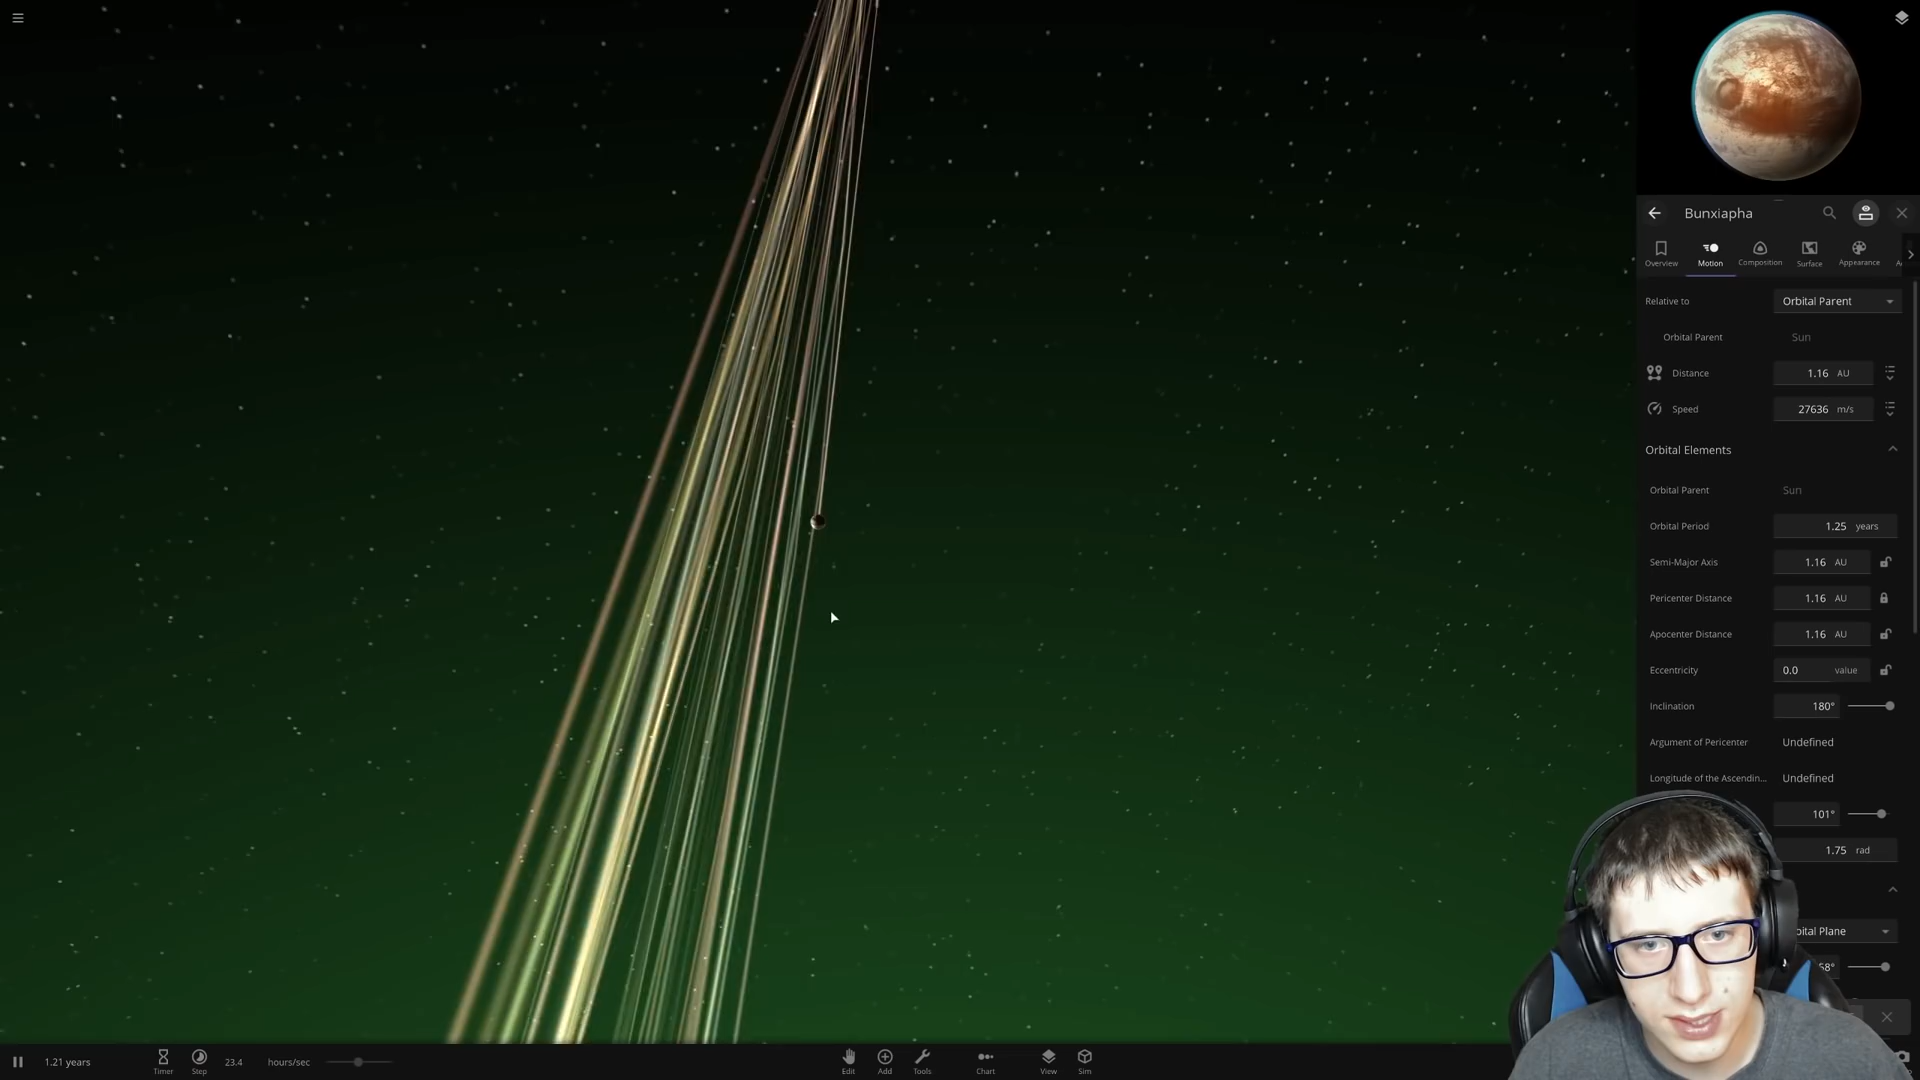 Bunxiapha
Overview
Motion
Composition
Surface
Appearance
Relative to
Orbital Parent
Orbital Parent
Sun
Distance
1.16 AU
Speed
27636 m/s
Orbital Elements
Orbital Parent
Sun
Orbital Period
1.25 years
Semi-Major Axis
1.16 AU
Pericenter Distance
1.16 AU
Apocenter Distance
1.16 AU
Eccentricity
0.0 value
Inclination
180°
Argument of Pericenter
Undefined
Longitude of the Ascendin...
Undefined
101°
1.75 rad
bital Plane
58°
1.21 years
Timer
Step
23.4 hours/sec
Edit
Add
Tools
Chart
View
Sim